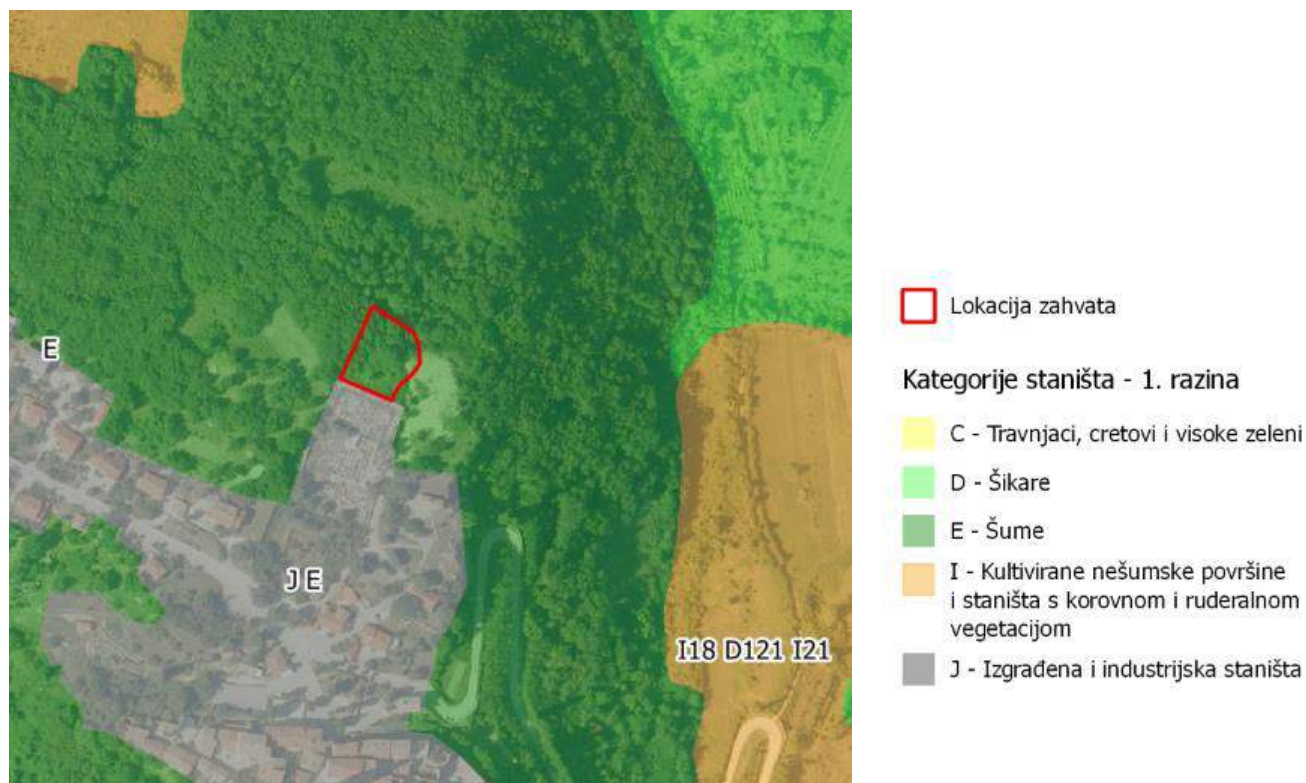 E
J E
I18 D121 I21
Lokacija zahvata
Kategorije staništa - 1. razina
C - Travnjaci, cretovi i visoke zeleni
D - Šikare
E - Šume
I - Kultivirane nešumske površine
i staništa s korovnom i ruderalnom
vegetacijom
J - Izgrađena i industrijska staništa